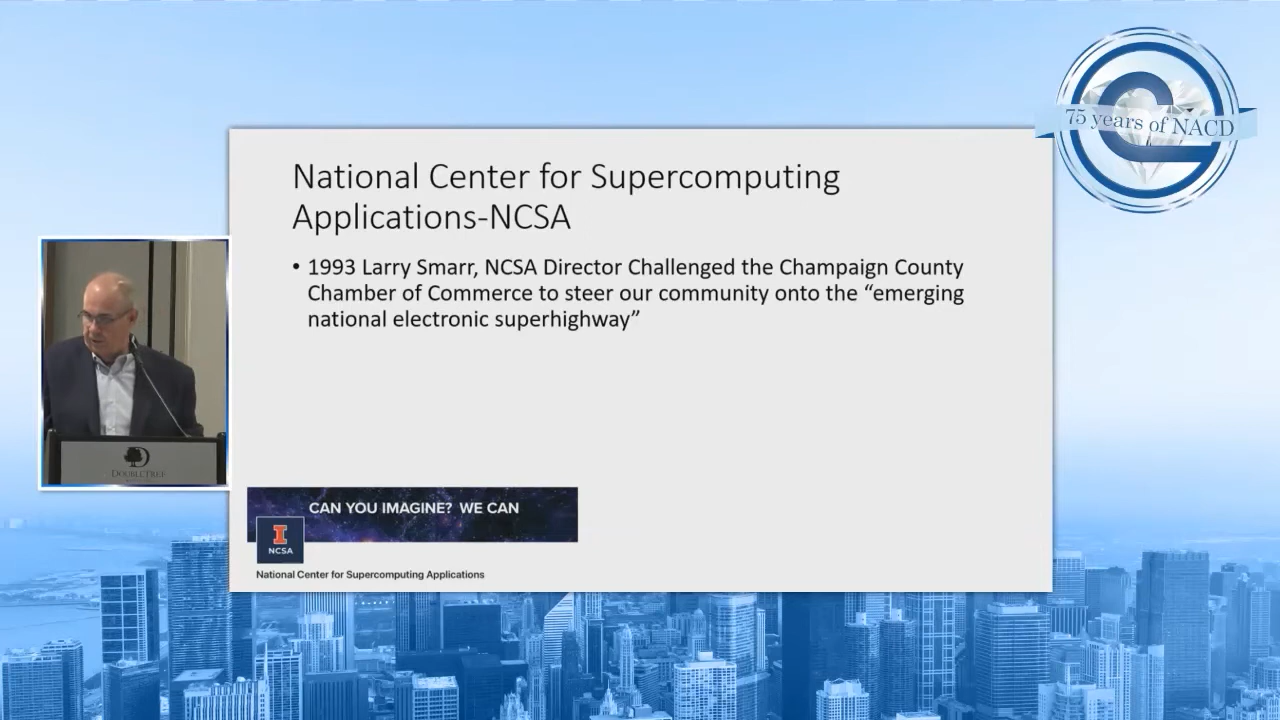 75 years of NACD
National Center for Supercomputing
Applications-NCSA
• 1993 Larry Smarr, NCSA Director Challenged the Champaign County
Chamber of Commerce to steer our community onto the “emerging
national electronic superhighway”
DOUBLETREE
CAN YOU IMAGINE? WE CAN
I
NCSA
National Center for Supercomputing Applications